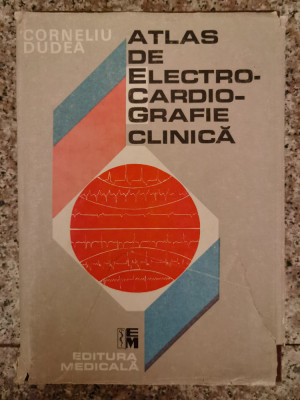 CORNELIU
DUDEA
ATLAS
DE
ELECTRO-
CARDIO-
GRAFIE
CLINICĂ
EM
EDITURA
MEDICALĂ